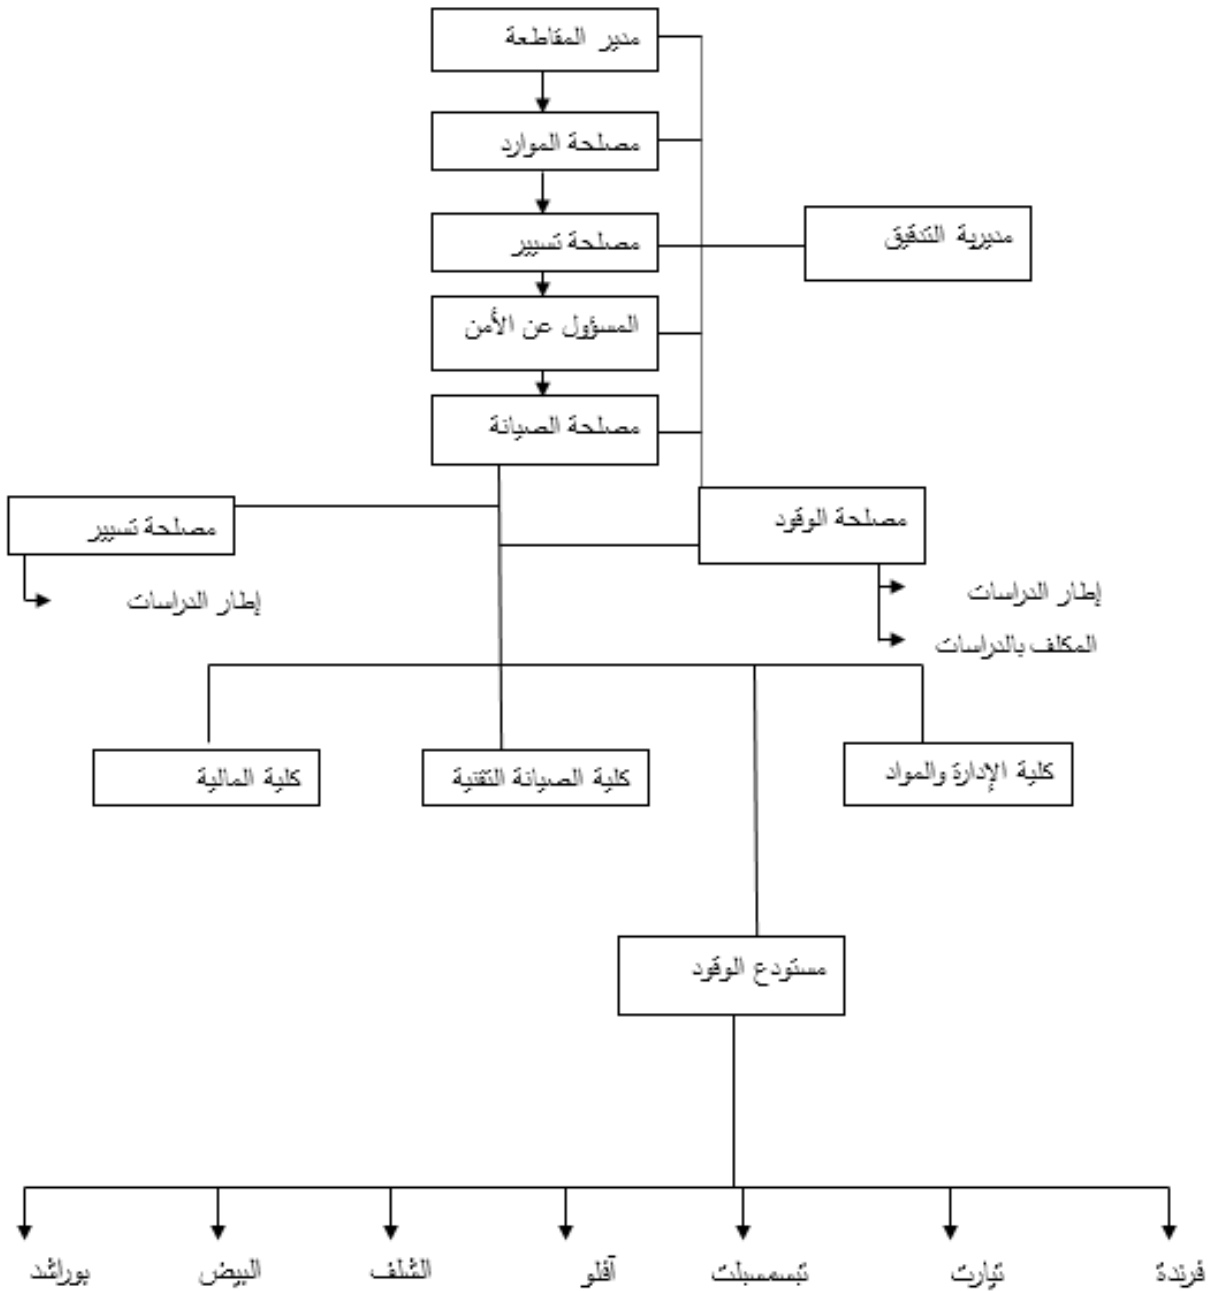 مدير المقاطعة
مصلحة الموارد
مصلحة تسيير
مديرية التدقيق
المسؤول عن الأمن
مصلحة الصيانة
مصلحة الوقود
مصلحة تسيير
إطار الدراسات
إطار الدراسات
المكلف بالدراسات
كلية الإدارة والمواد
كلية الصيانة التقنية
كلية المالية
مستودع الوقود
فرندة
تيارت
تيسمسيلت
آفلو
الشلف
البيض
بوراشد